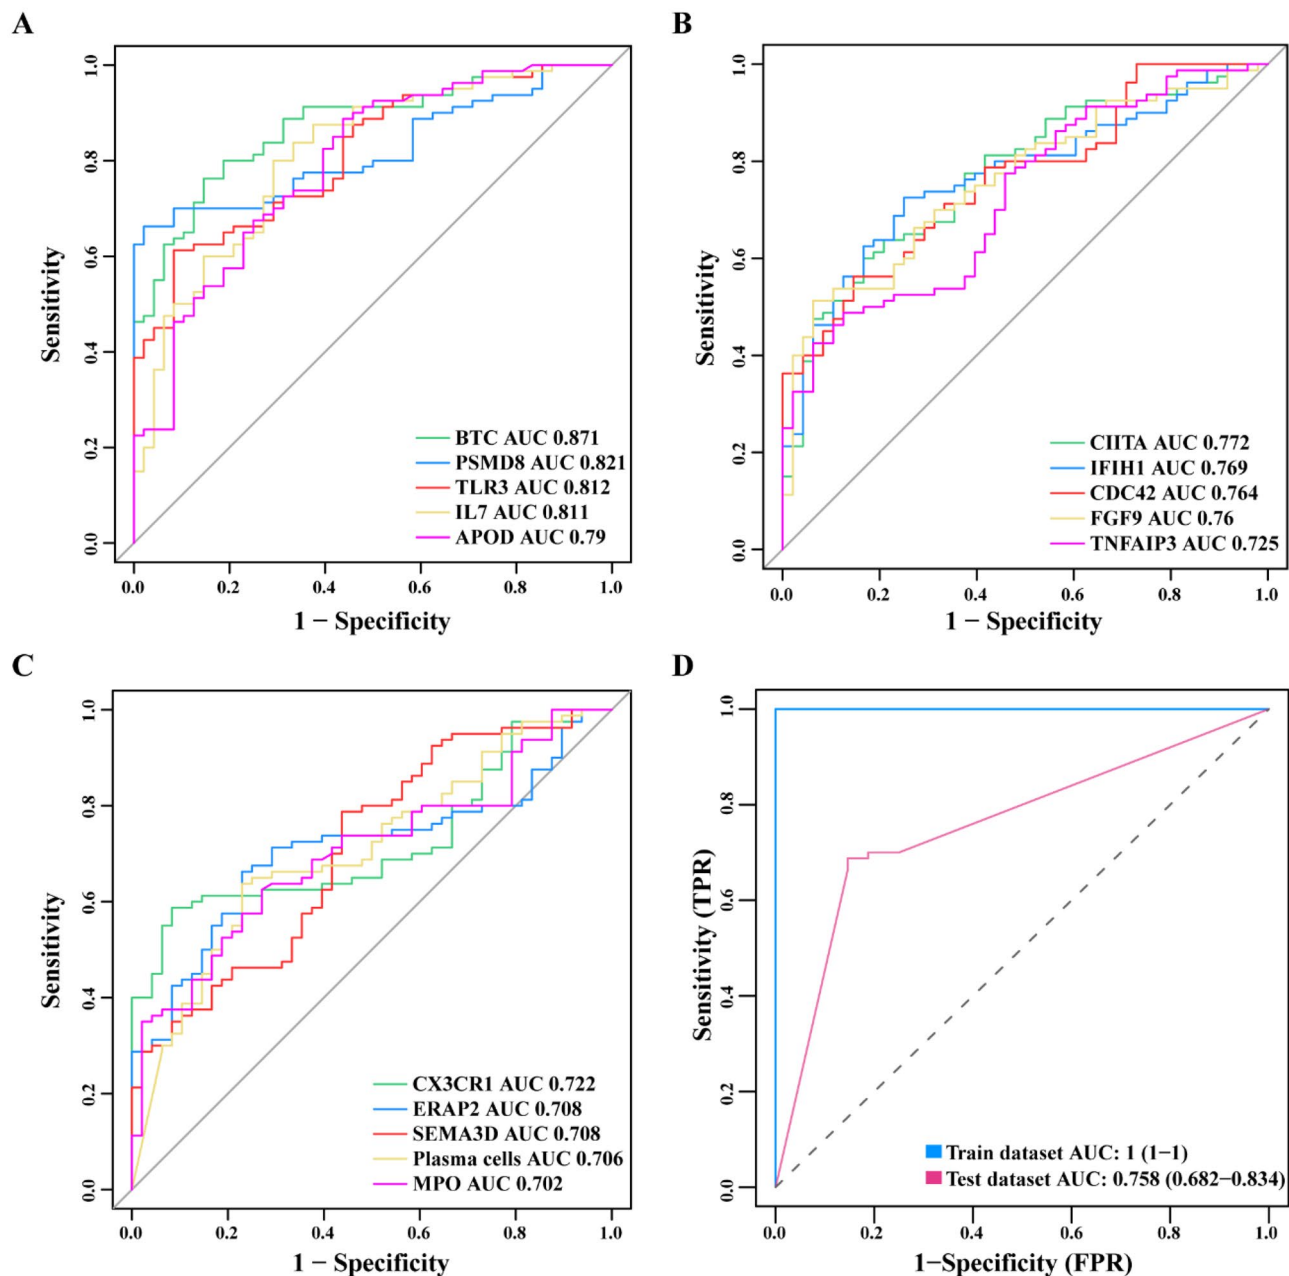 A
1.0
0.8
0.6
0.4
0.2
0.0
Sensitivity
BTC AUC 0.871
PSMD8 AUC 0.821
TLR3 AUC 0.812
IL7 AUC 0.811
APOD AUC 0.79
0.0 0.2 0.4 0.6 0.8 1.0
1 − Specificity
B
1.0
0.8
0.6
0.4
0.2
0.0
Sensitivity
CIITA AUC 0.772
IFIH1 AUC 0.769
CDC42 AUC 0.764
FGF9 AUC 0.76
TNFAIP3 AUC 0.725
0.0 0.2 0.4 0.6 0.8 1.0
1 − Specificity
C
1.0
0.8
0.6
0.4
0.2
0.0
Sensitivity
CX3CR1 AUC 0.722
ERAP2 AUC 0.708
SEMA3D AUC 0.708
Plasma cells AUC 0.706
MPO AUC 0.702
0.0 0.2 0.4 0.6 0.8 1.0
1 − Specificity
D
1.0
0.8
0.6
0.4
0.2
0.0
Sensitivity (TPR)
Train dataset AUC: 1 (1−1)
Test dataset AUC: 0.758 (0.682−0.834)
0.0 0.2 0.4 0.6 0.8 1.0
1−Specificity (FPR)